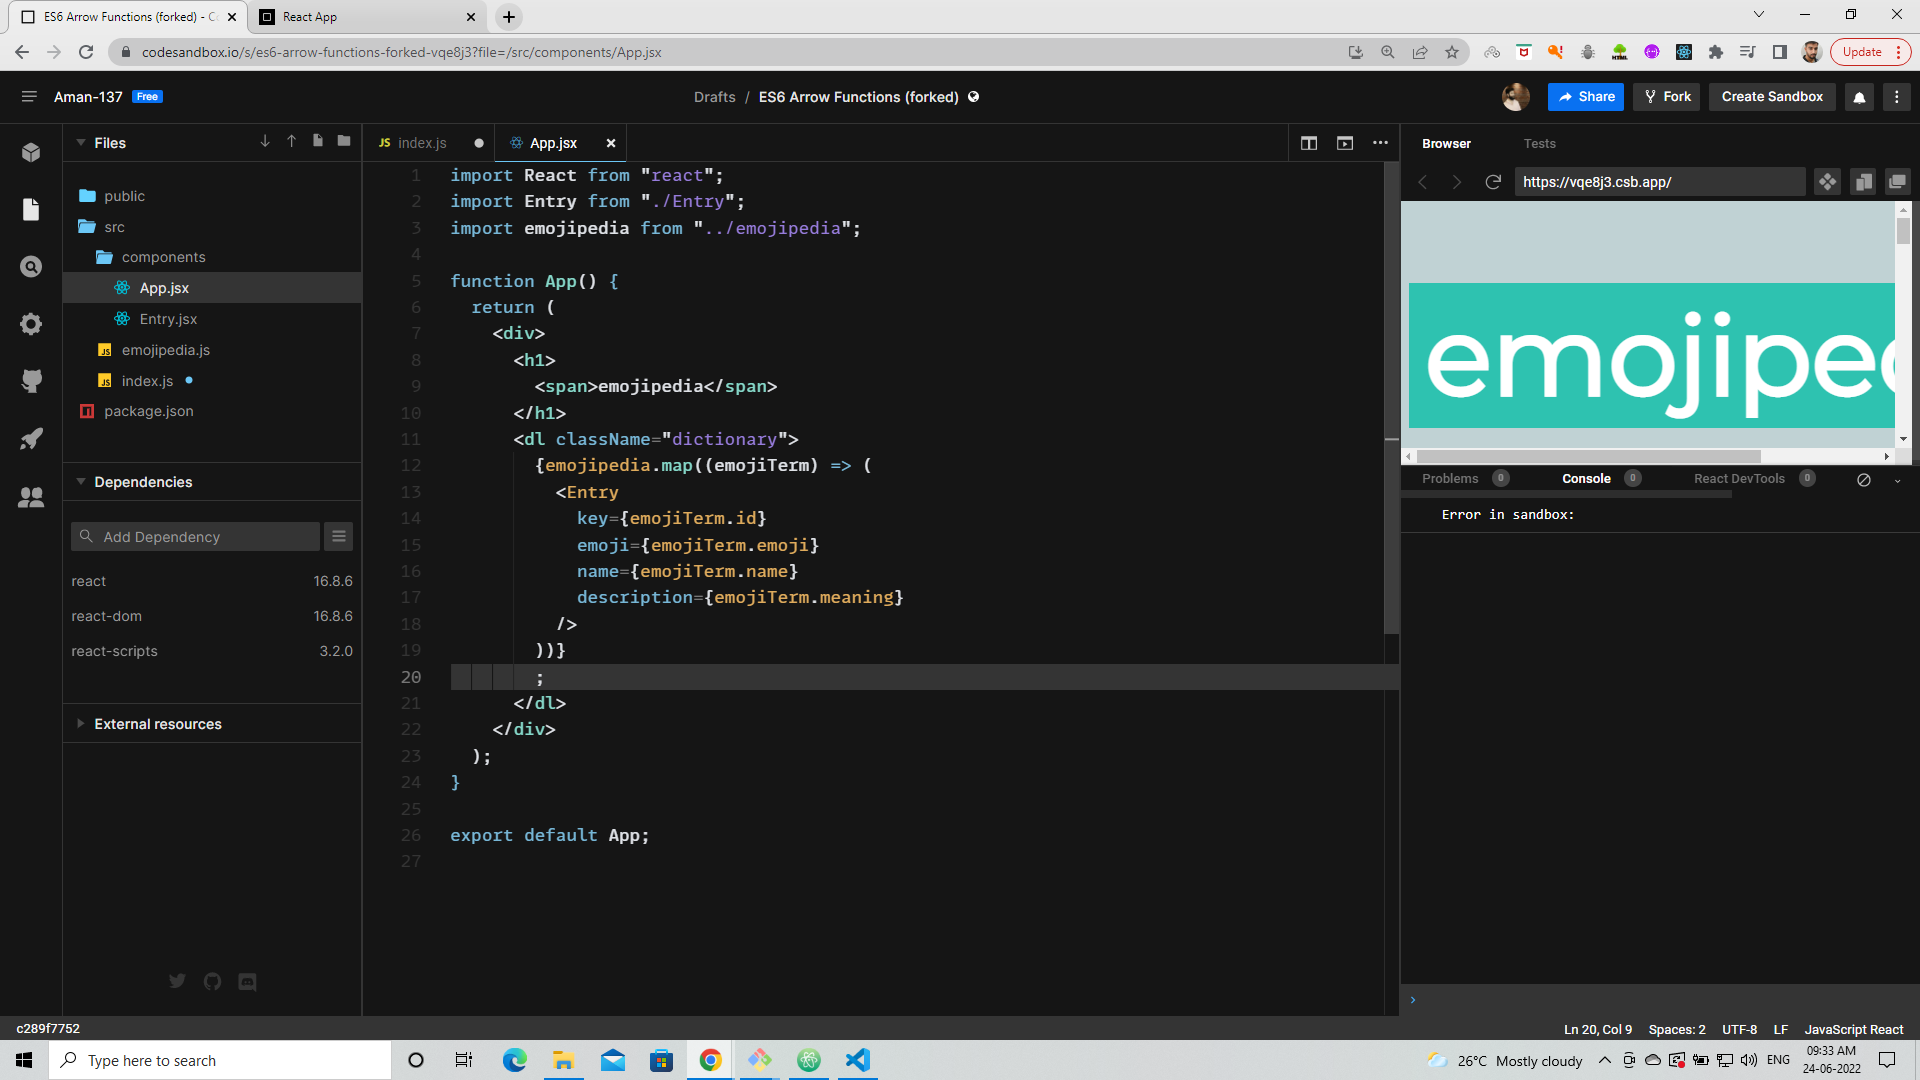 ES6 Arrow Functions (forked) - C
React App
codesandbox.io/s/es6-arrow-functions-forked-vqe8j3?file=/src/components/App.jsx
Update
Aman-137 Free
Drafts / ES6 Arrow Functions (forked)
Share
Fork
Create Sandbox
Files
public
src
components
App.jsx
Entry.jsx
emojipedia.js
index.js
package.json
Dependencies
Add Dependency
react 16.8.6
react-dom 16.8.6
react-scripts 3.2.0
External resources
JS index.js
App.jsx
1 import React from "react";
2 import Entry from "./Entry";
3 import emojipedia from "../emojipedia";
4
5 function App() {
6 return (
7 <div>
8 <h1>
9 <span>emojipedia</span>
10 </h1>
11 <dl className="dictionary">
12 {emojipedia.map((emojiTerm) => (
13 <Entry
14 key={emojiTerm.id}
15 emoji={emojiTerm.emoji}
16 name={emojiTerm.name}
17 description={emojiTerm.meaning}
18 />
19 ))}
20 ;
21 </dl>
22 </div>
23 );
24 }
25
26 export default App;
27
Browser Tests
https://vqe8j3.csb.app/
emojipe
Problems 0 Console 0 React DevTools 0
Error in sandbox:
c289f7752
Ln 20, Col 9 Spaces: 2 UTF-8 LF JavaScript React
Type here to search
26°C Mostly cloudy
ENG
09:33 AM
24-06-2022